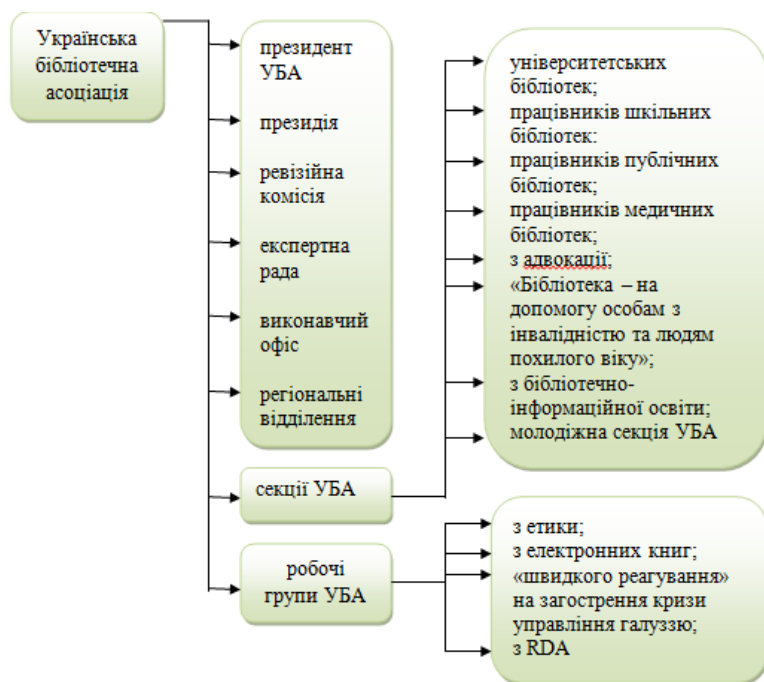 Українська
бібліотечна
асоціація
президент
УБА
президія
ревізійна
комісія
експертна
рада
виконавчий
офіс
регіональні
відділення
секції УБА
робочі
групи УБА
університетських
бібліотек;
працівників шкільних
бібліотек:
працівників публічних
бібліотек;
працівників медичних
бібліотек;
з адвокації;
«Бібліотека – на
допомогу особам з
інвалідністю та людям
похилого віку»;
з бібліотечно-
інформаційної освіти;
молодіжна секція УБА
з етики;
з електронних книг;
«швидкого реагування»
на загострення кризи
управління галуззю;
з RDA